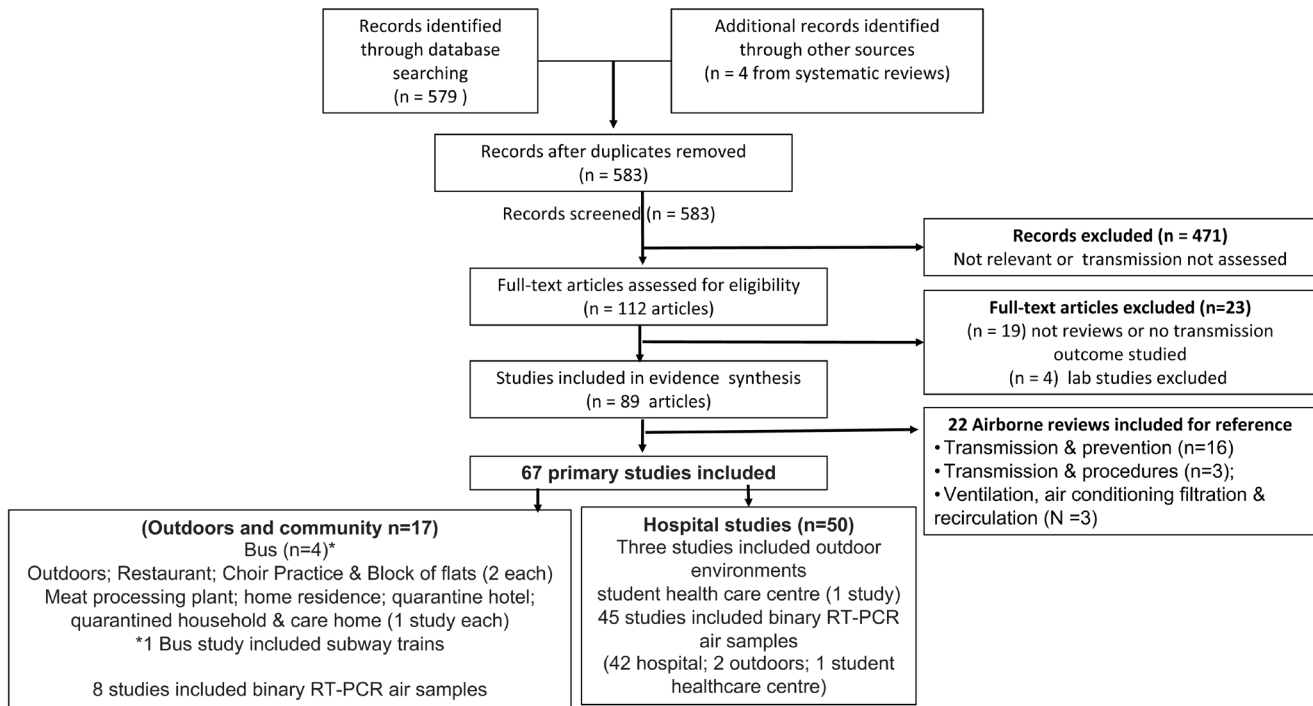 Records identified
through database
searching
(n = 579 )
Additional records identified
through other sources
(n = 4 from systematic reviews)
Records after duplicates removed
(n = 583)
Records screened (n = 583)
Records excluded (n = 471)
Not relevant or transmission not assessed
Full-text articles assessed for eligibility
(n = 112 articles)
Full-text articles excluded (n=23)
(n = 19) not reviews or no transmission
outcome studied
(n = 4) lab studies excluded
Studies included in evidence synthesis
(n = 89 articles)
22 Airborne reviews included for reference
• Transmission & prevention (n=16)
• Transmission & procedures (n=3);
• Ventilation, air conditioning filtration &
recirculation (N =3)
67 primary studies included
(Outdoors and community n=17)
Bus (n=4)*
Outdoors; Restaurant; Choir Practice & Block of flats (2 each)
Meat processing plant; home residence; quarantine hotel;
quarantined household & care home (1 study each)
*1 Bus study included subway trains
8 studies included binary RT-PCR air samples
Hospital studies (n=50)
Three studies included outdoor
environments
student health care centre (1 study)
45 studies included binary RT-PCR
air samples
(42 hospital; 2 outdoors; 1 student
healthcare centre)